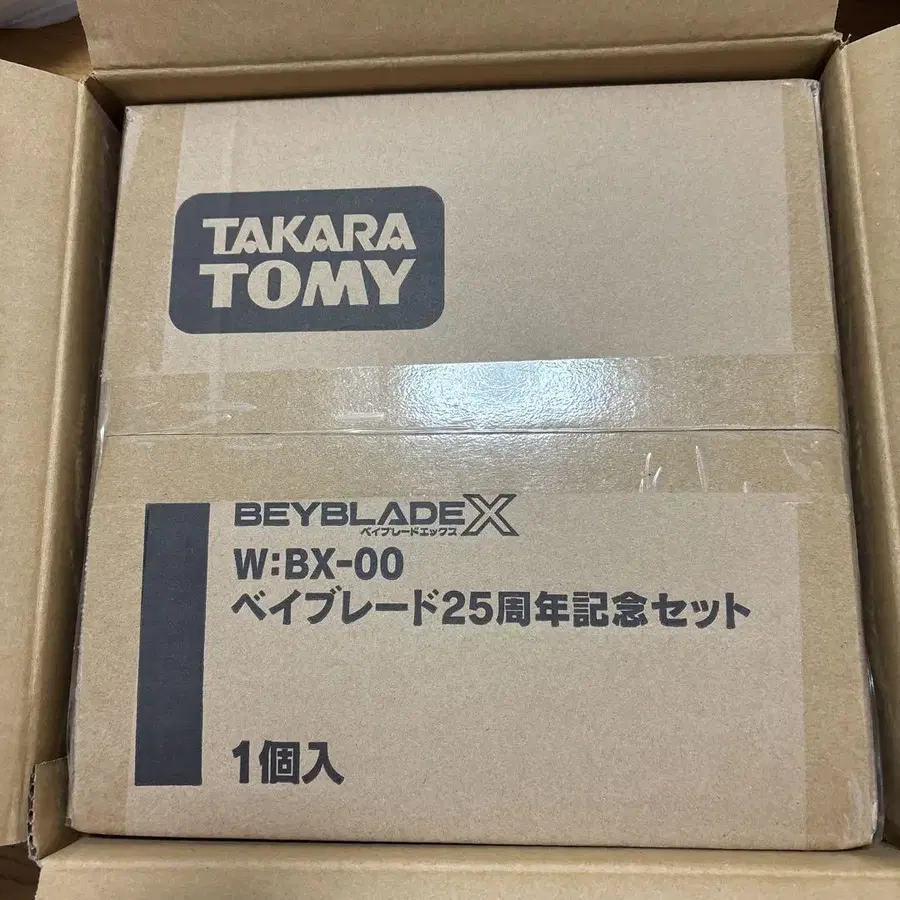 TAKARA
TOMY
BEYBLADE X
ベイブレードエックス
W:BX-00
ベイブレード25周年記念セット
1個入